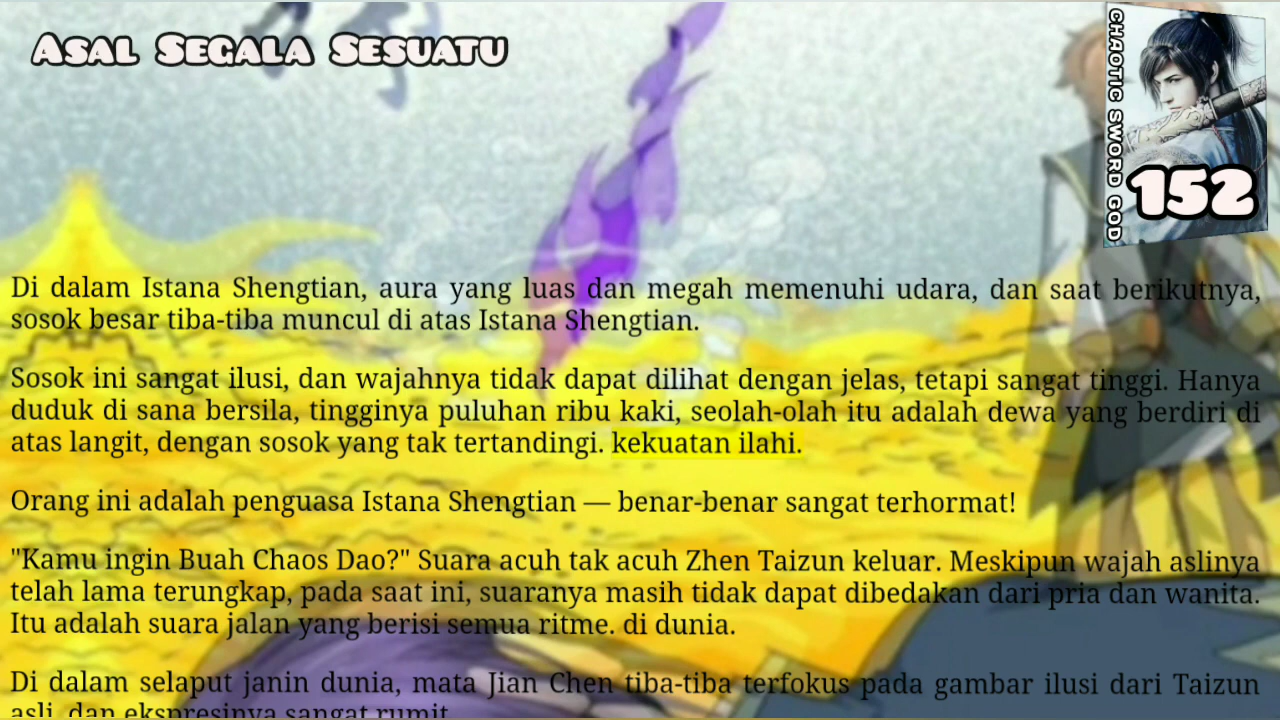 Asal Segala Sesuatu
CHAOTIC SWORD GOD
152
Di dalam Istana Shengtian, aura yang luas dan megah memenuhi udara, dan saat berikutnya,
sosok besar tiba-tiba muncul di atas Istana Shengtian.
Sosok ini sangat ilusi, dan wajahnya tidak dapat dilihat dengan jelas, tetapi sangat tinggi. Hanya
duduk di sana bersila, tingginya puluhan ribu kaki, seolah-olah itu adalah dewa yang berdiri di
atas langit, dengan sosok yang tak tertandingi. kekuatan ilahi.
Orang ini adalah penguasa Istana Shengtian — benar-benar sangat terhormat!
"Kamu ingin Buah Chaos Dao?" Suara acuh tak acuh Zhen Taizun keluar. Meskipun wajah aslinya
telah lama terungkap, pada saat ini, suaranya masih tidak dapat dibedakan dari pria dan wanita.
Itu adalah suara jalan yang berisi semua ritme. di dunia.
Di dalam selaput janin dunia, mata Jian Chen tiba-tiba terfokus pada gambar ilusi dari Taizun
asli, dan ekspresinya sangat rumit.